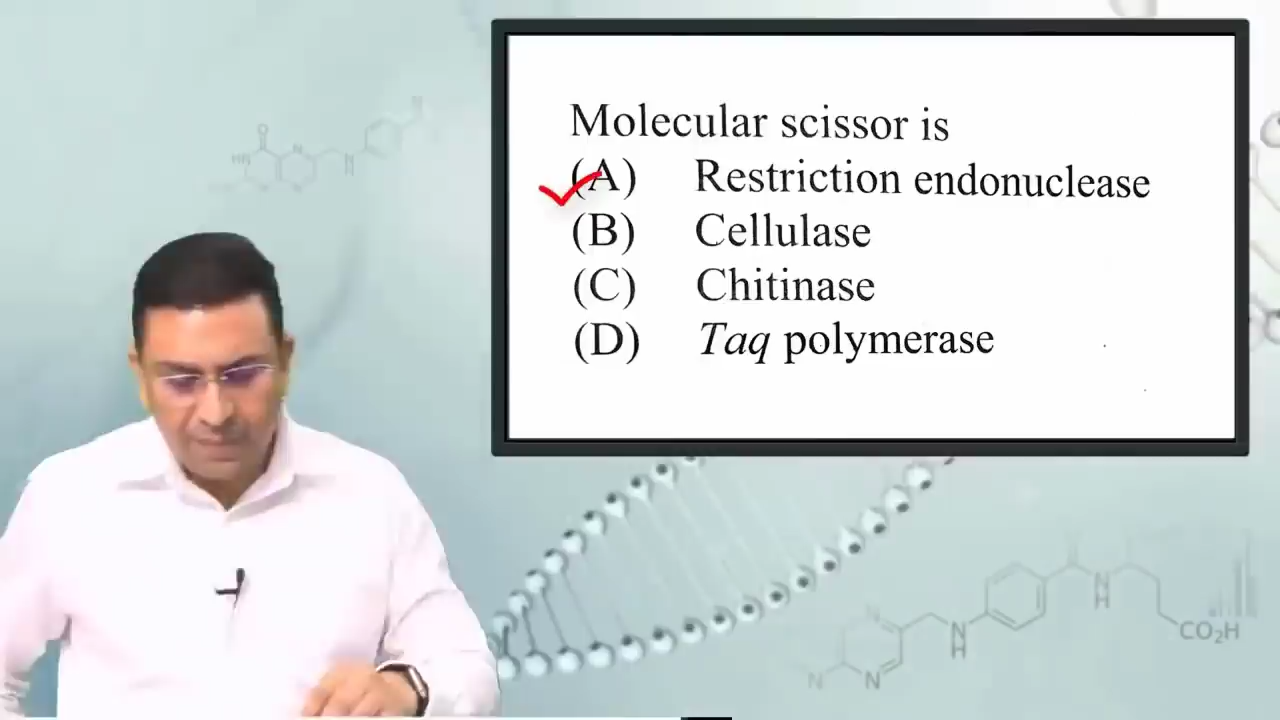 Molecular scissor is
(A) Restriction endonuclease
(B) Cellulase
(C) Chitinase
(D) Taq polymerase
N
H
N
N
N
H
CO₂H